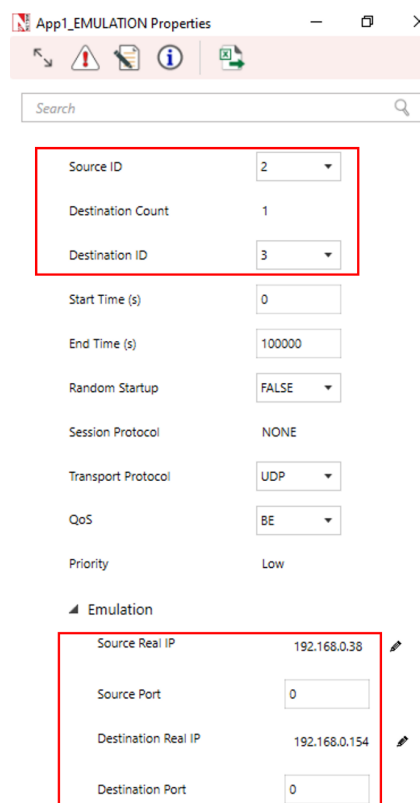 App1_EMULATION Properties
Search
Source ID 2
Destination Count 1
Destination ID 3
Start Time (s) 0
End Time (s) 100000
Random Startup FALSE
Session Protocol NONE
Transport Protocol UDP
QoS BE
Priority Low
Emulation
Source Real IP 192.168.0.38
Source Port 0
Destination Real IP 192.168.0.154
Destination Port 0